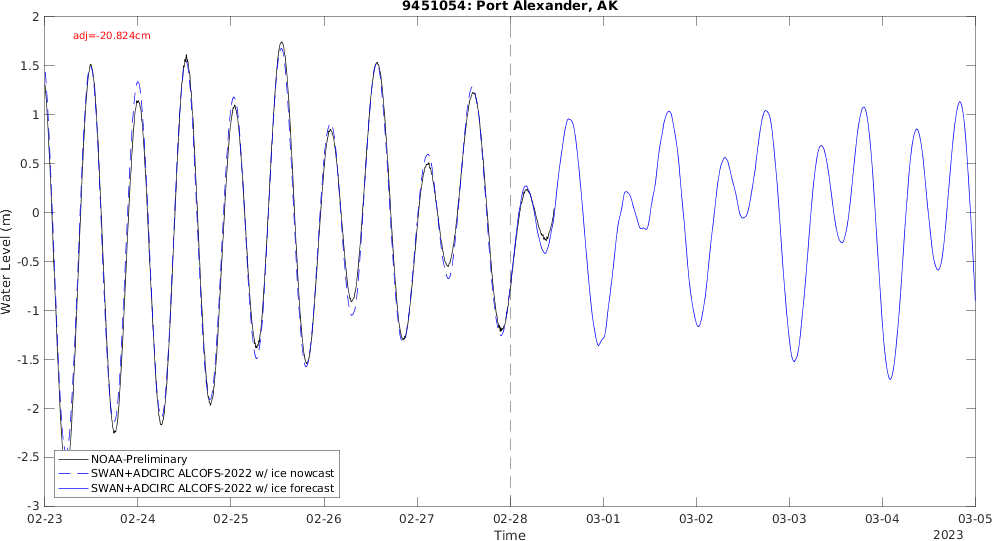 9451054: Port Alexander, AK
adj=-20.824cm
2
1.5
1
0.5
0
-0.5
-1
-1.5
-2
-2.5
-3
Water Level (m)
NOAA-Preliminary
SWAN+ADCIRC ALCOFS-2022 w/ ice nowcast
SWAN+ADCIRC ALCOFS-2022 w/ ice forecast
02-23 02-24 02-25 02-26 02-27 02-28 03-01 03-02 03-03 03-04 03-05
Time
2023